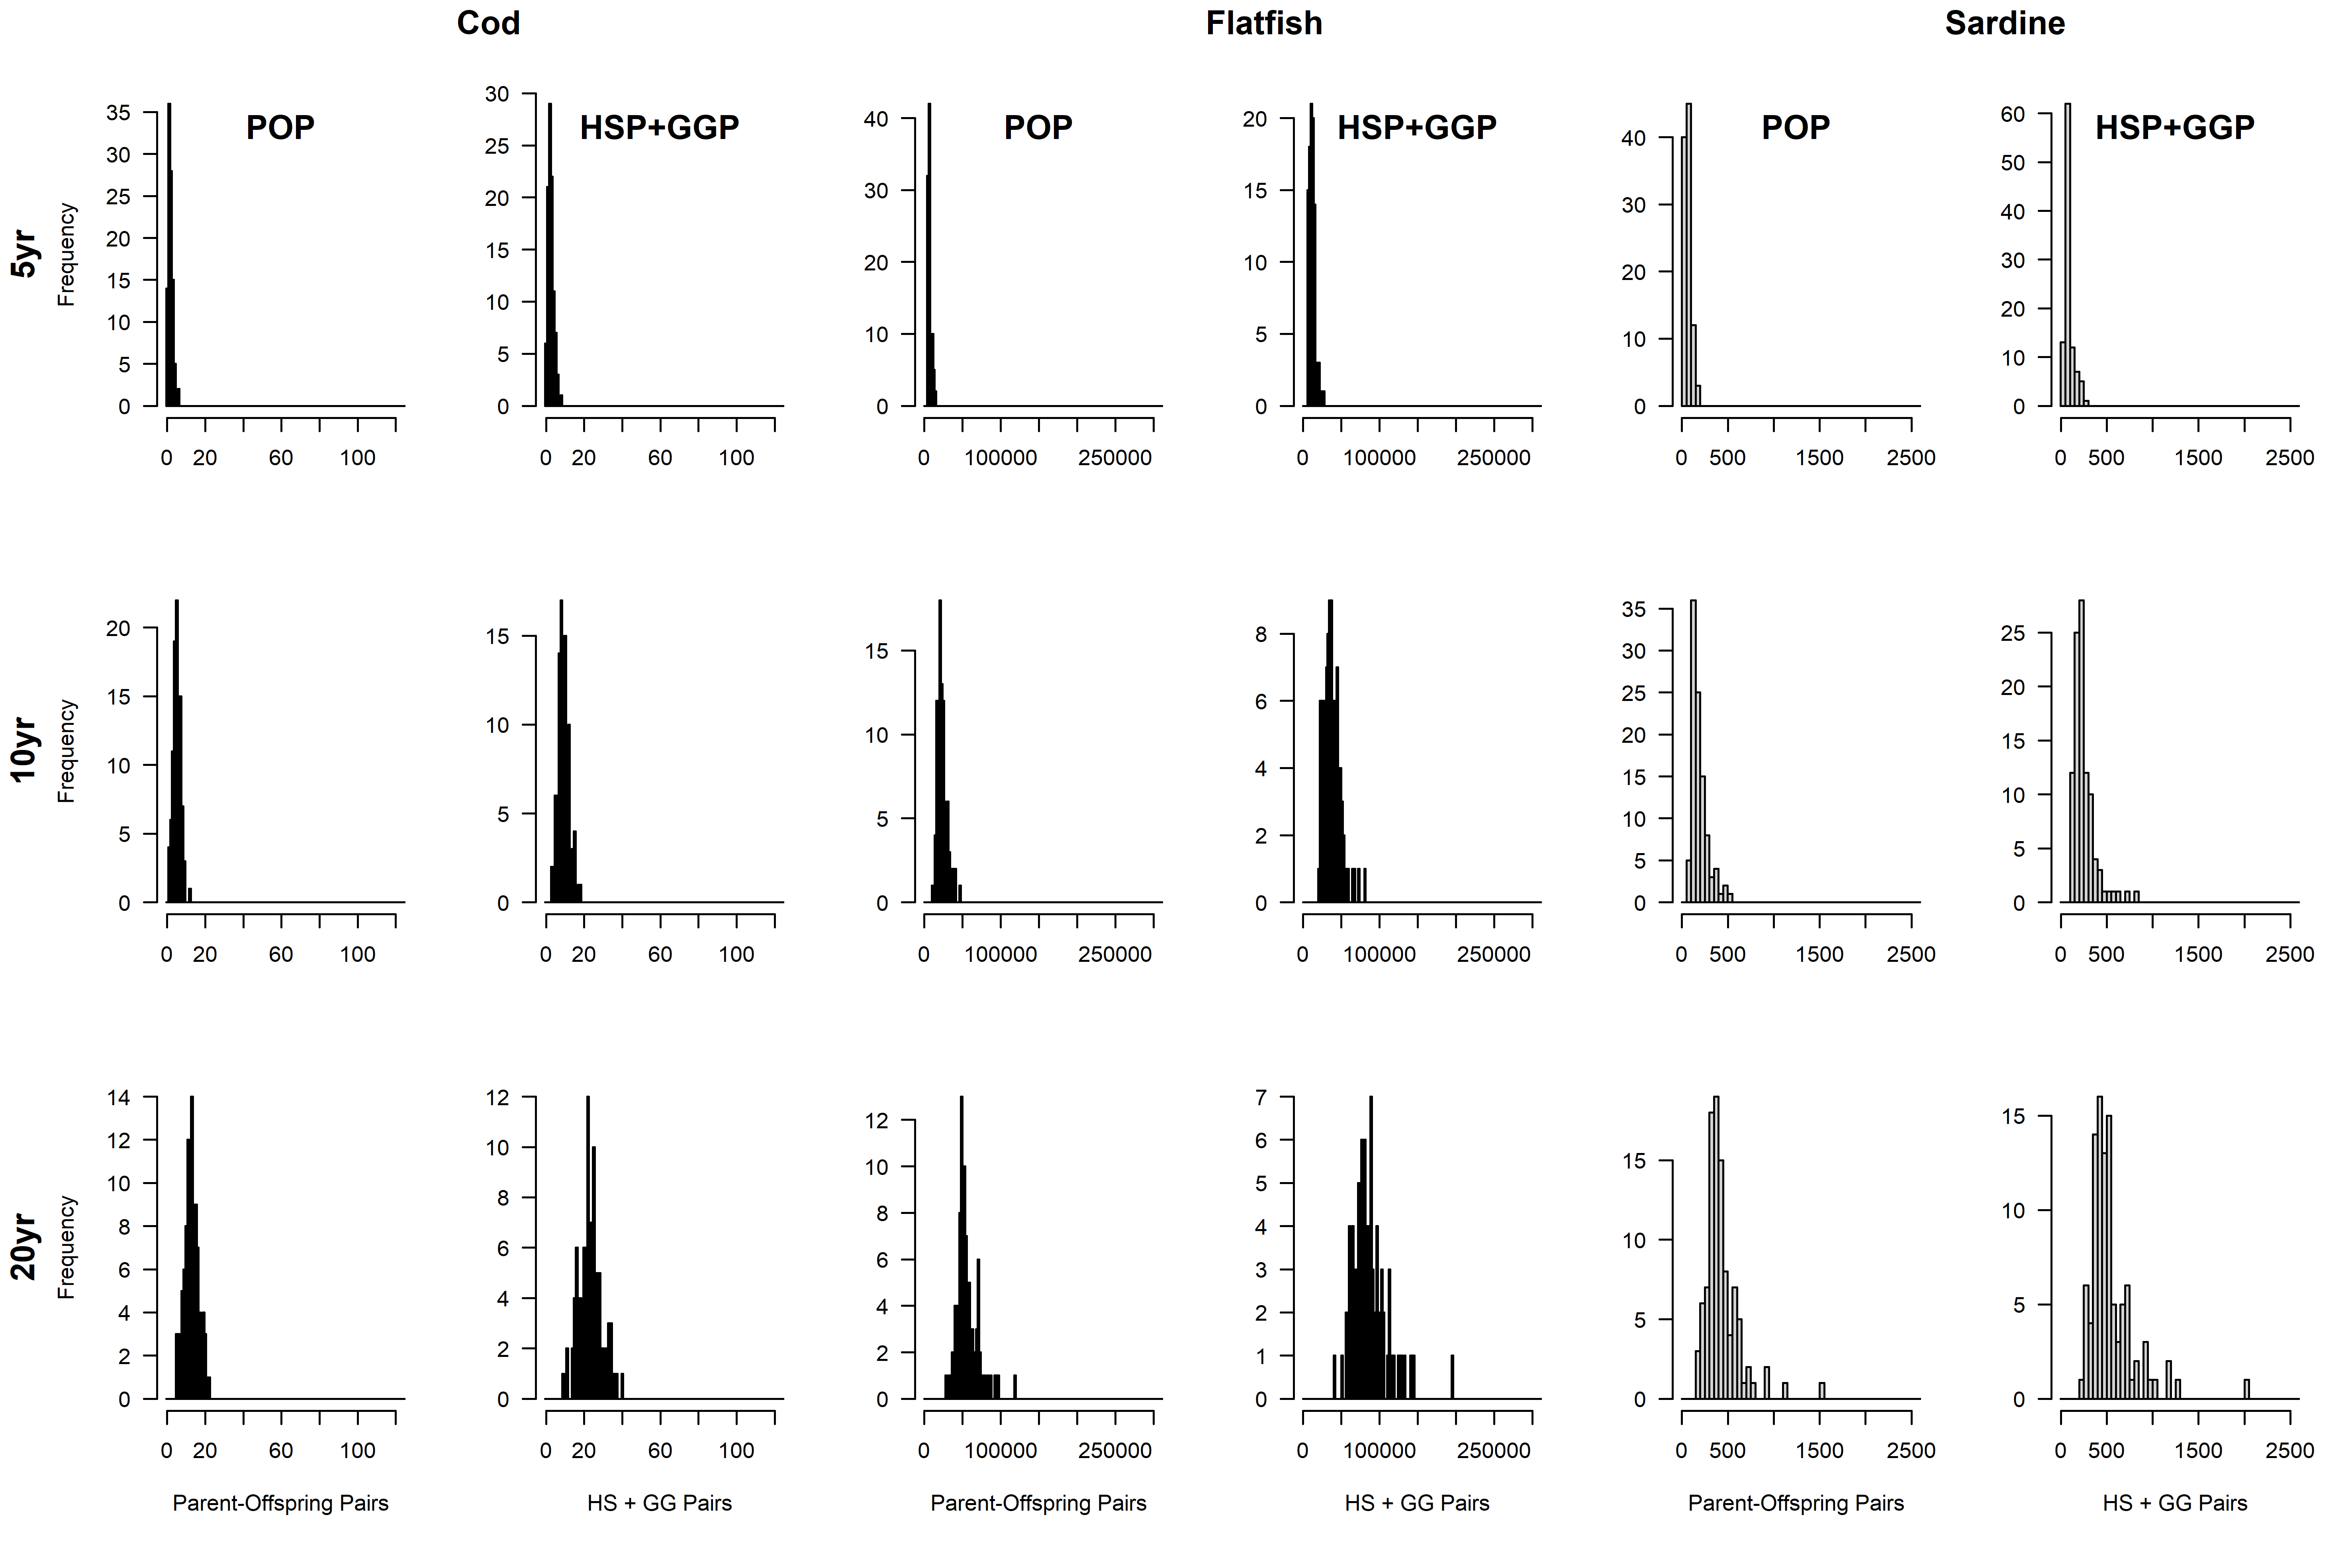 Cod Flatfish Sardine
POP HSP+GGP POP HSP+GGP POP HSP+GGP
5yr
Frequency
0 5 10 15 20 25 30 35
0 5 10 15 20 25 30
0 10 20 30 40
0 5 10 15 20
0 10 20 30 40
0 10 20 30 40 50 60
0 20 60 100
0 20 60 100
0 100000 250000
0 100000 250000
0 500 1500 2500
0 500 1500 2500
10yr
Frequency
0 5 10 15 20
0 5 10 15
0 5 10 15
0 2 4 6 8
0 5 10 15 20 25 30 35
0 5 10 15 20 25
0 20 60 100
0 20 60 100
0 100000 250000
0 100000 250000
0 500 1500 2500
0 500 1500 2500
20yr
Frequency
0 2 4 6 8 10 12 14
0 2 4 6 8 10 12
0 2 4 6 8 10 12
0 1 2 3 4 5 6 7
0 5 10 15
0 5 10 15
0 20 60 100
0 20 60 100
0 100000 250000
0 100000 250000
0 500 1500 2500
0 500 1500 2500
Parent-Offspring Pairs HS + GG Pairs Parent-Offspring Pairs HS + GG Pairs Parent-Offspring Pairs HS + GG Pairs